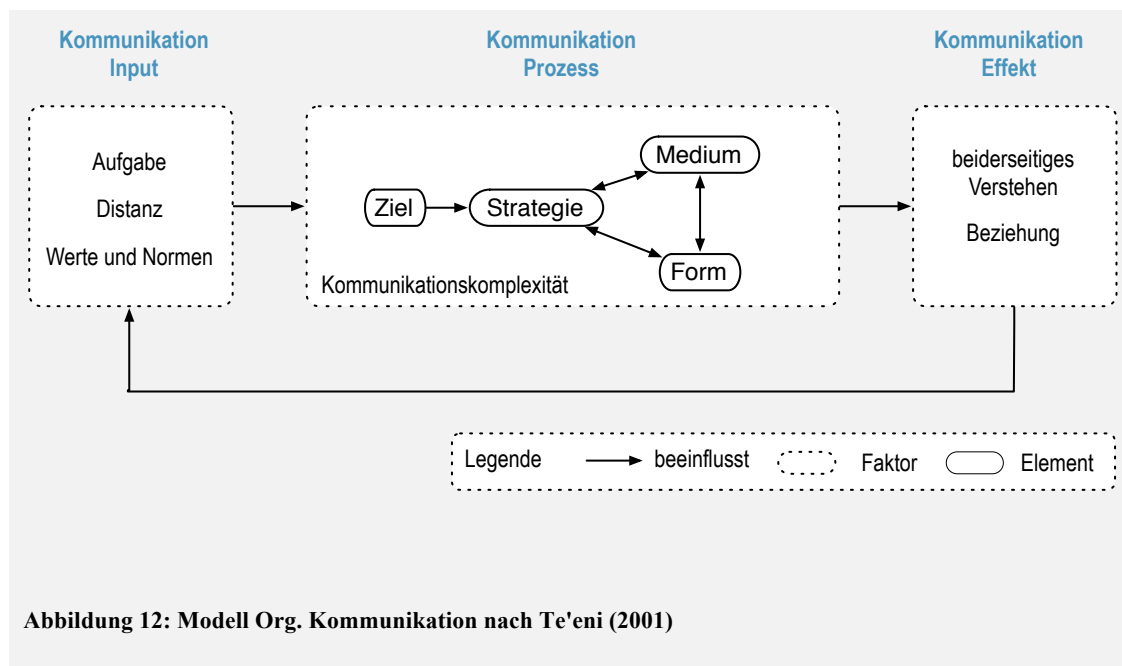 Kommunikation
Input
Kommunikation
Prozess
Kommunikation
Effekt
Aufgabe
Distanz
Werte und Normen
Ziel
Strategie
Medium
Form
Kommunikationskomplexität
beiderseitiges
Verstehen
Beziehung
Legende beeinflusst Faktor Element
Abbildung 12: Modell Org. Kommunikation nach Te'eni (2001)